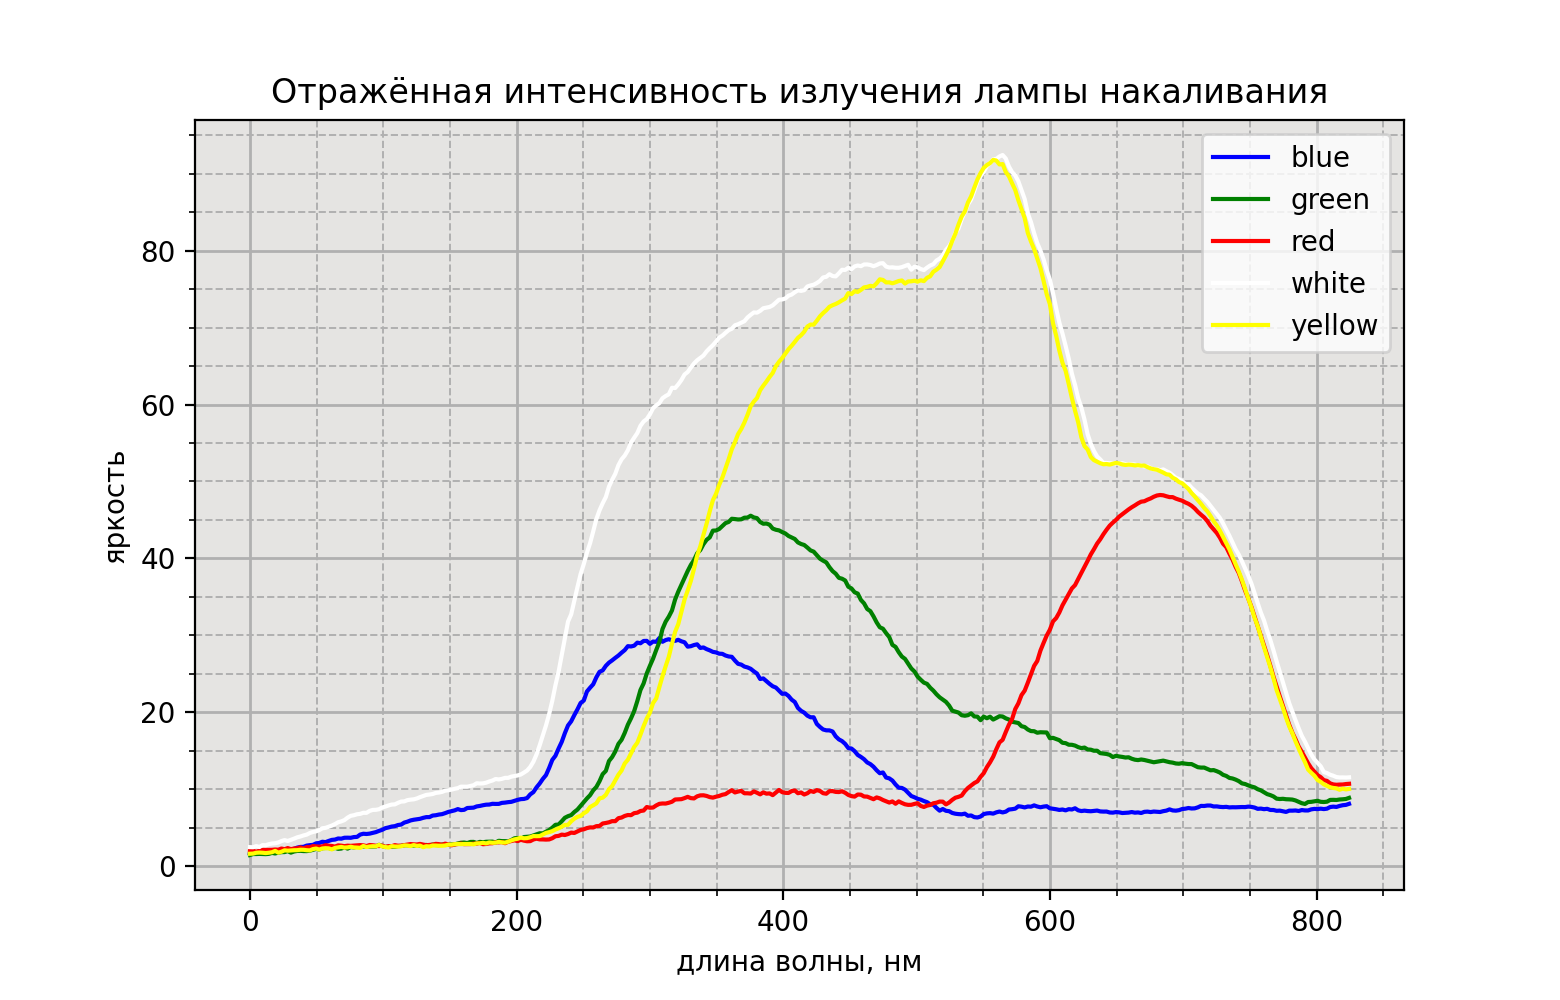 Отражённая интенсивность излучения лампы накаливания
blue
green
red
white
yellow
яркость
80
60
40
20
0
0 200 400 600 800
длина волны, нм